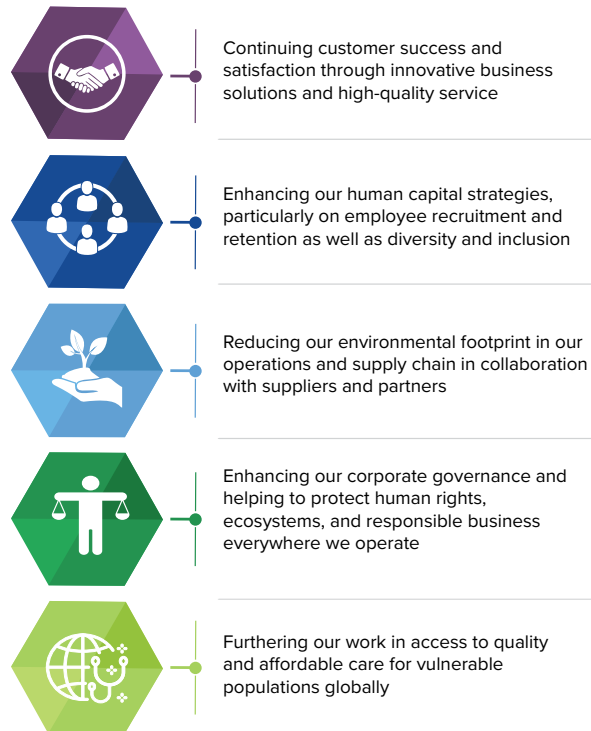 Continuing customer success and
satisfaction through innovative business
solutions and high-quality service
Enhancing our human capital strategies,
particularly on employee recruitment and
retention as well as diversity and inclusion
Reducing our environmental footprint in our
operations and supply chain in collaboration
with suppliers and partners
Enhancing our corporate governance and
helping to protect human rights,
ecosystems, and responsible business
everywhere we operate
Furthering our work in access to quality
and affordable care for vulnerable
populations globally